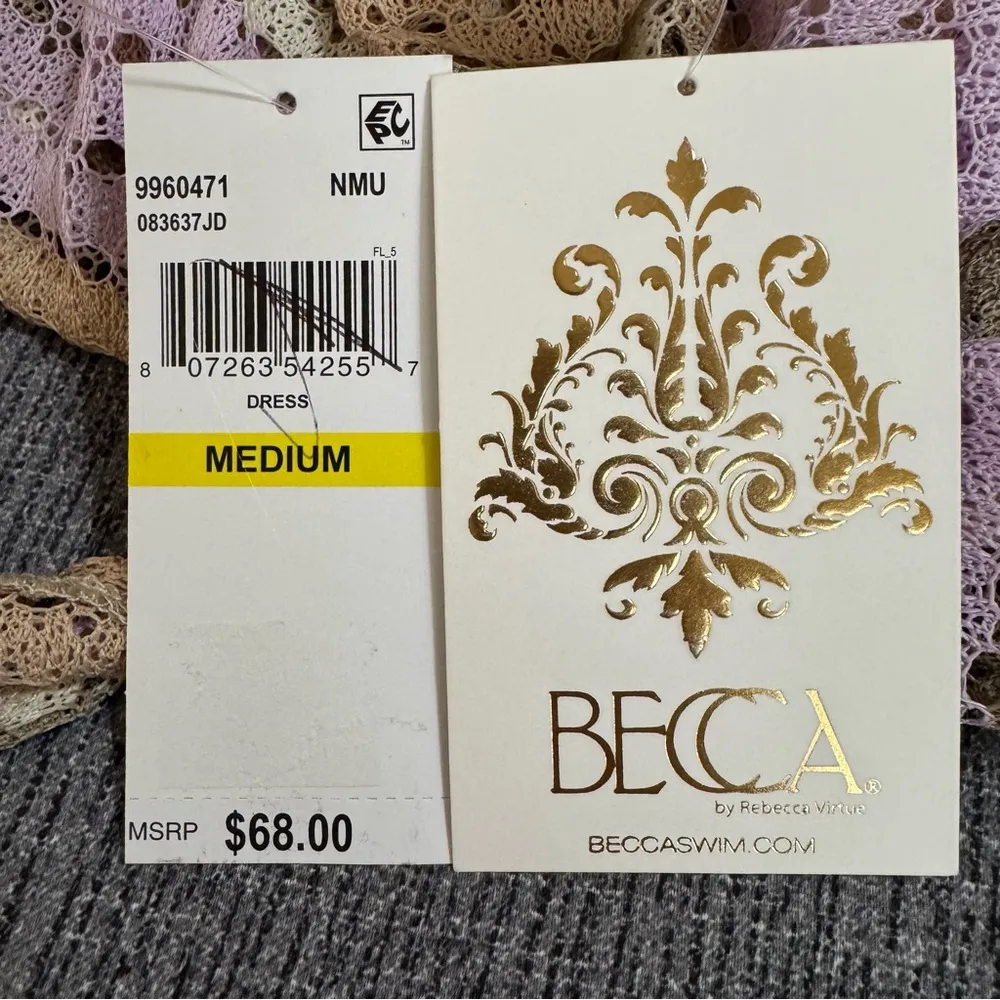 EPC™
9960471 NMU
083637JD
FL_5
8 07263 54255 7
DRESS
MEDIUM
MSRP $68.00
BECCA®
by Rebecca Virtue
BECCASWIM.COM